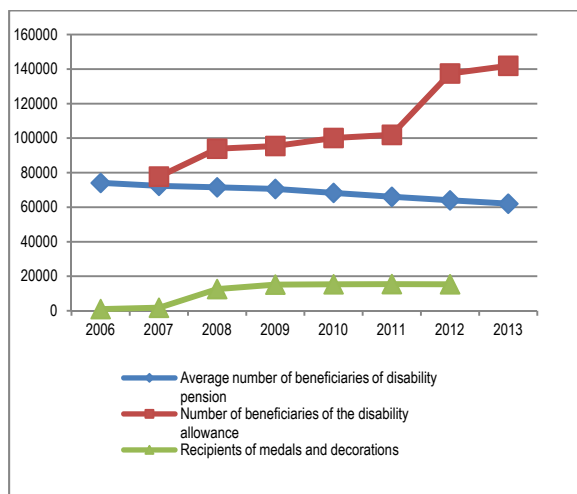 160000
140000
120000
100000
80000
60000
40000
20000
0
2006 2007 2008 2009 2010 2011 2012 2013
Average number of beneficiaries of disability
pension
Number of beneficiaries of the disability
allowance
Recipients of medals and decorations